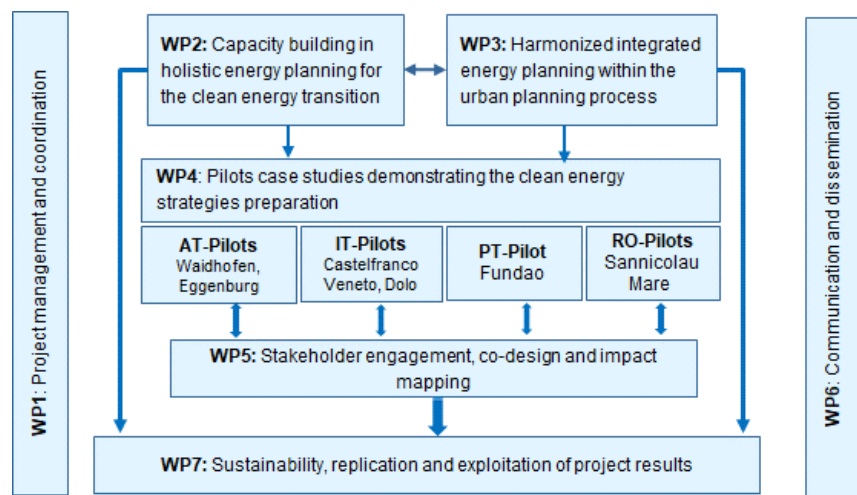 WP1: Project management and coordination
WP2: Capacity building in
holistic energy planning for
the clean energy transition
WP3: Harmonized integrated
energy planning within the
urban planning process
WP4: Pilots case studies demonstrating the clean energy
strategies preparation
AT-Pilots
Waidhofen,
Eggenburg
IT-Pilots
Castelfranco
Veneto, Dolo
PT-Pilot
Fundao
RO-Pilots
Sannicolau
Mare
WP5: Stakeholder engagement, co-design and impact
mapping
WP7: Sustainability, replication and exploitation of project results
WP6: Communication and dissemination